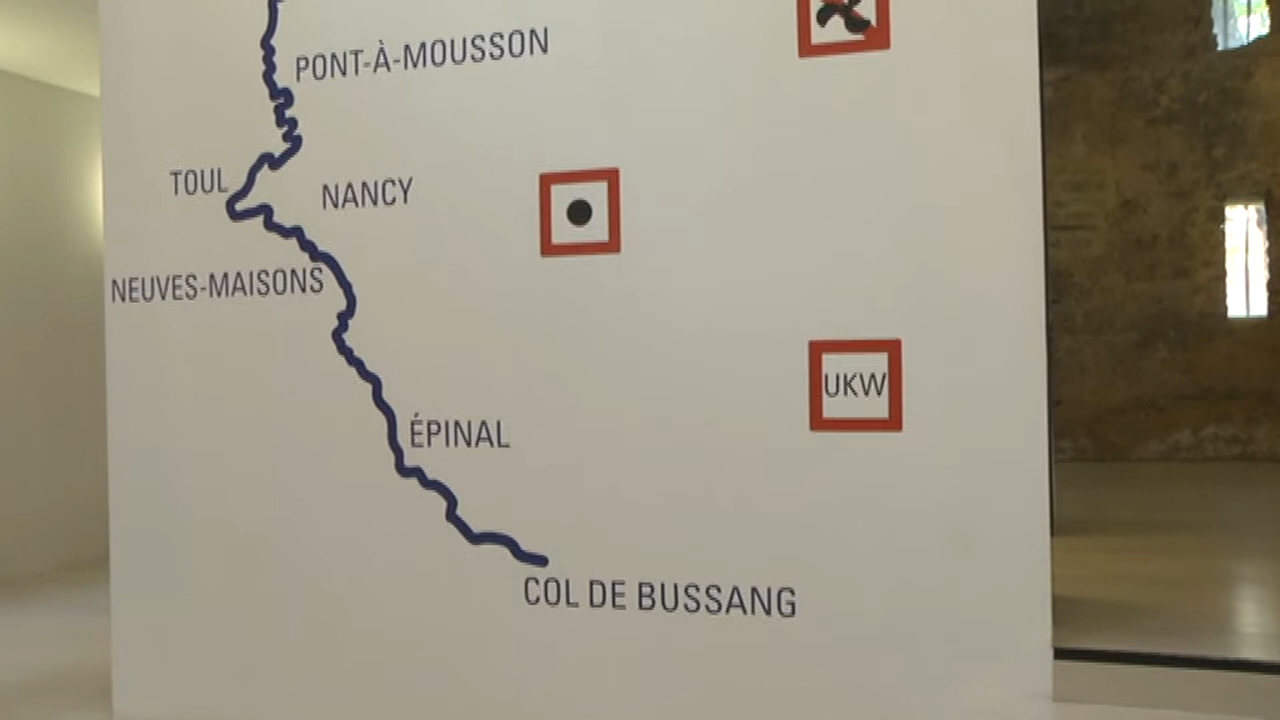 PONT-À-MOUSSON
TOUL
NANCY
NEUVES-MAISONS
UKW
ÉPINAL
COL DE BUSSANG